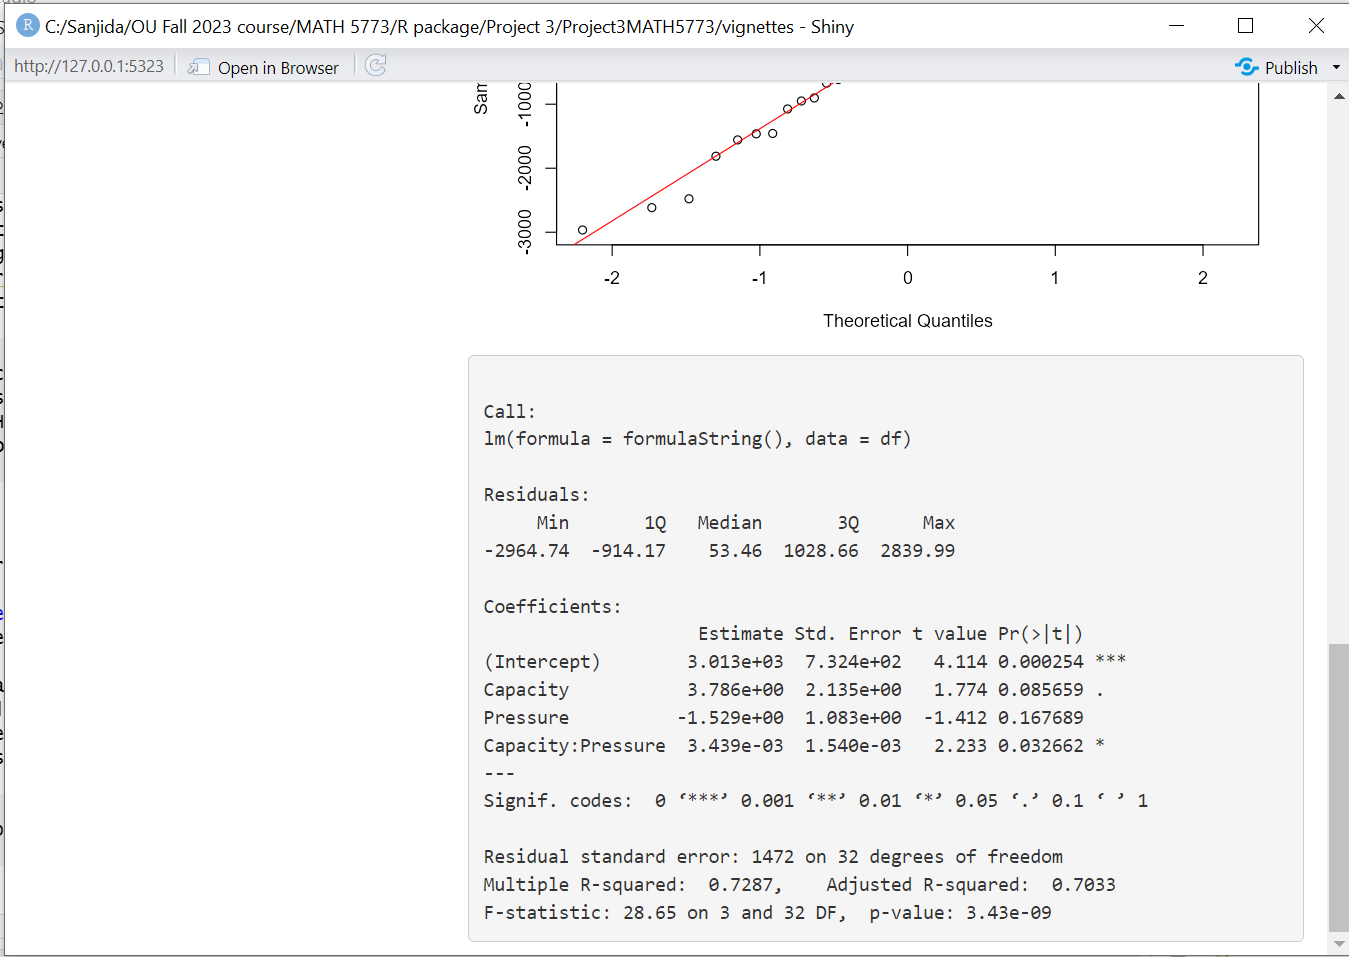 C:/Sanjida/OU Fall 2023 course/MATH 5773/R package/Project 3/Project3MATH5773/vignettes - Shiny
http://127.0.0.1:5323 Open in Browser Publish
-1000
-2000
-3000
-2 -1 0 1 2
Theoretical Quantiles
Call:
lm(formula = formulaString(), data = df)
Residuals:
Min 1Q Median 3Q Max
-2964.74 -914.17 53.46 1028.66 2839.99
Coefficients:
Estimate Std. Error t value Pr(>|t|)
(Intercept) 3.013e+03 7.324e+02 4.114 0.000254 ***
Capacity 3.786e+00 2.135e+00 1.774 0.085659 .
Pressure -1.529e+00 1.083e+00 -1.412 0.167689
Capacity:Pressure 3.439e-03 1.540e-03 2.233 0.032662 *
---
Signif. codes: 0 ‘***’ 0.001 ‘**’ 0.01 ‘*’ 0.05 ‘.’ 0.1 ‘ ’ 1
Residual standard error: 1472 on 32 degrees of freedom
Multiple R-squared: 0.7287, Adjusted R-squared: 0.7033
F-statistic: 28.65 on 3 and 32 DF, p-value: 3.43e-09